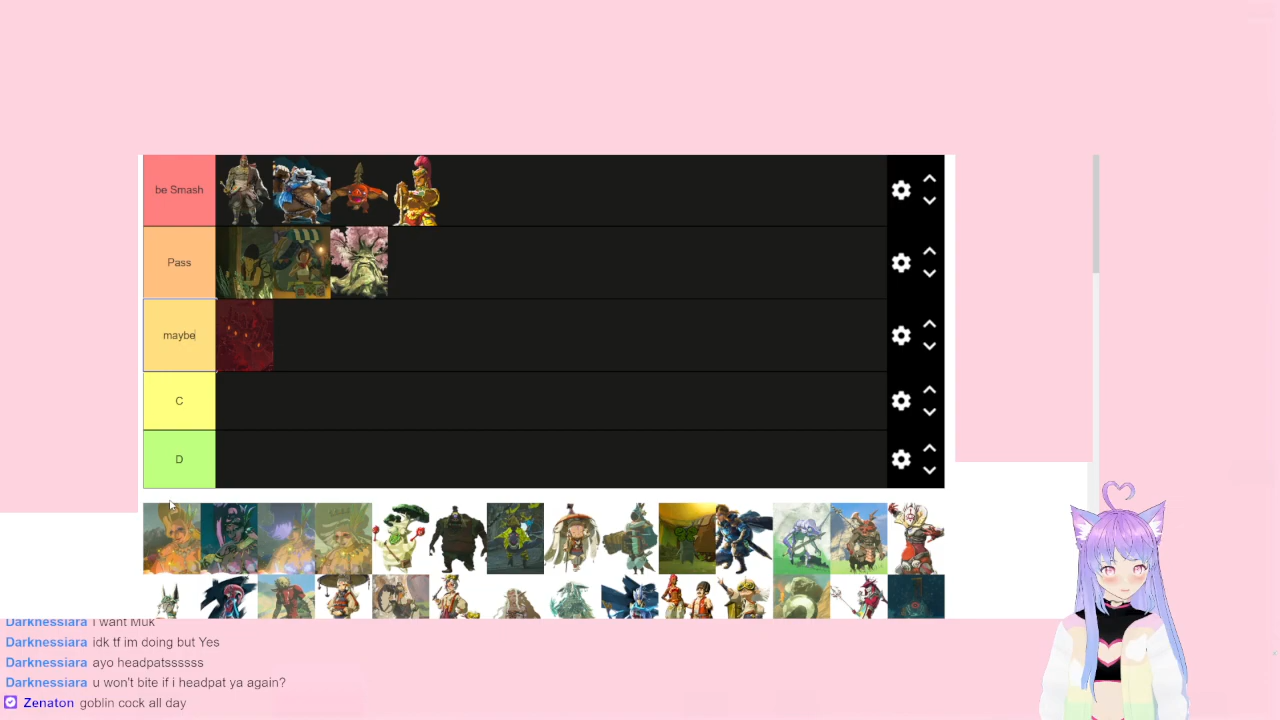 be Smash
Pass
maybe
C
D
Darknessiara I want Muk
Darknessiara idk tf im doing but Yes
Darknessiara ayo headpatssssss
Darknessiara u won't bite if i headpat ya again?
Zenaton goblin cock all day